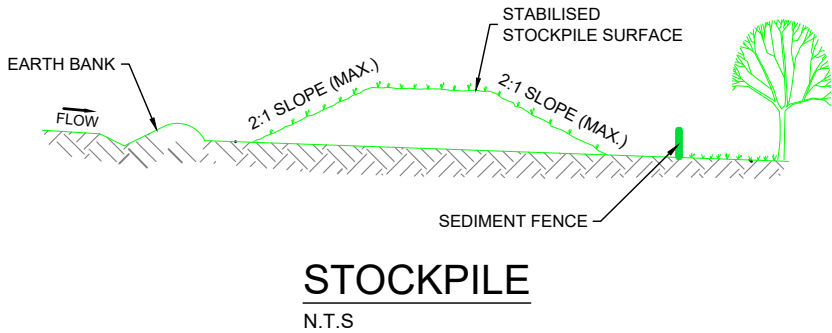 STABILISED
STOCKPILE SURFACE
EARTH BANK
2:1 SLOPE (MAX.)
2:1 SLOPE (MAX.)
FLOW
SEDIMENT FENCE
STOCKPILE
N.T.S